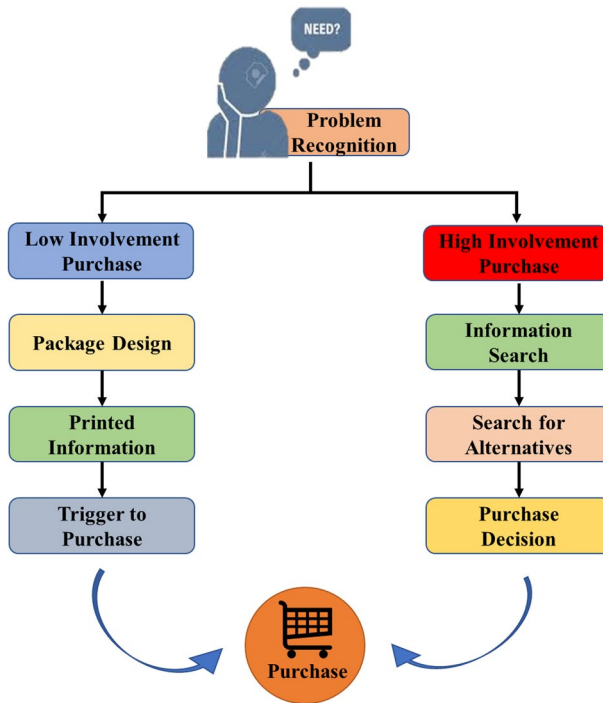 NEED?
Problem
Recognition
Low Involvement
Purchase
High Involvement
Purchase
Package Design
Information
Search
Printed
Information
Search for
Alternatives
Trigger to
Purchase
Purchase
Decision
Purchase